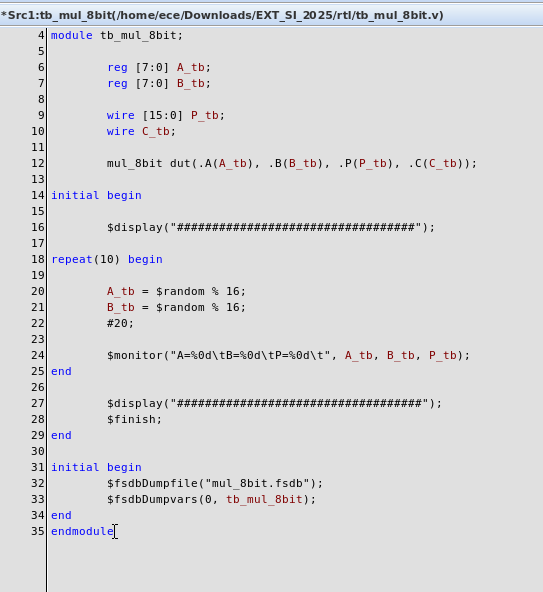 *Src1:tb_mul_8bit(/home/ece/Downloads/EXT_SI_2025/rtl/tb_mul_8bit.v)
4 module tb_mul_8bit;
5
6 reg [7:0] A_tb;
7 reg [7:0] B_tb;
8
9 wire [15:0] P_tb;
10 wire C_tb;
11
12 mul_8bit dut(.A(A_tb), .B(B_tb), .P(P_tb), .C(C_tb));
13
14 initial begin
15
16 $display("##################################");
17
18 repeat(10) begin
19
20 A_tb = $random % 16;
21 B_tb = $random % 16;
22 #20;
23
24 $monitor("A=%0d\tB=%0d\tP=%0d\t", A_tb, B_tb, P_tb);
25 end
26
27 $display("###################################");
28 $finish;
29 end
30
31 initial begin
32 $fsdbDumpfile("mul_8bit.fsdb");
33 $fsdbDumpvars(0, tb_mul_8bit);
34 end
35 endmodule